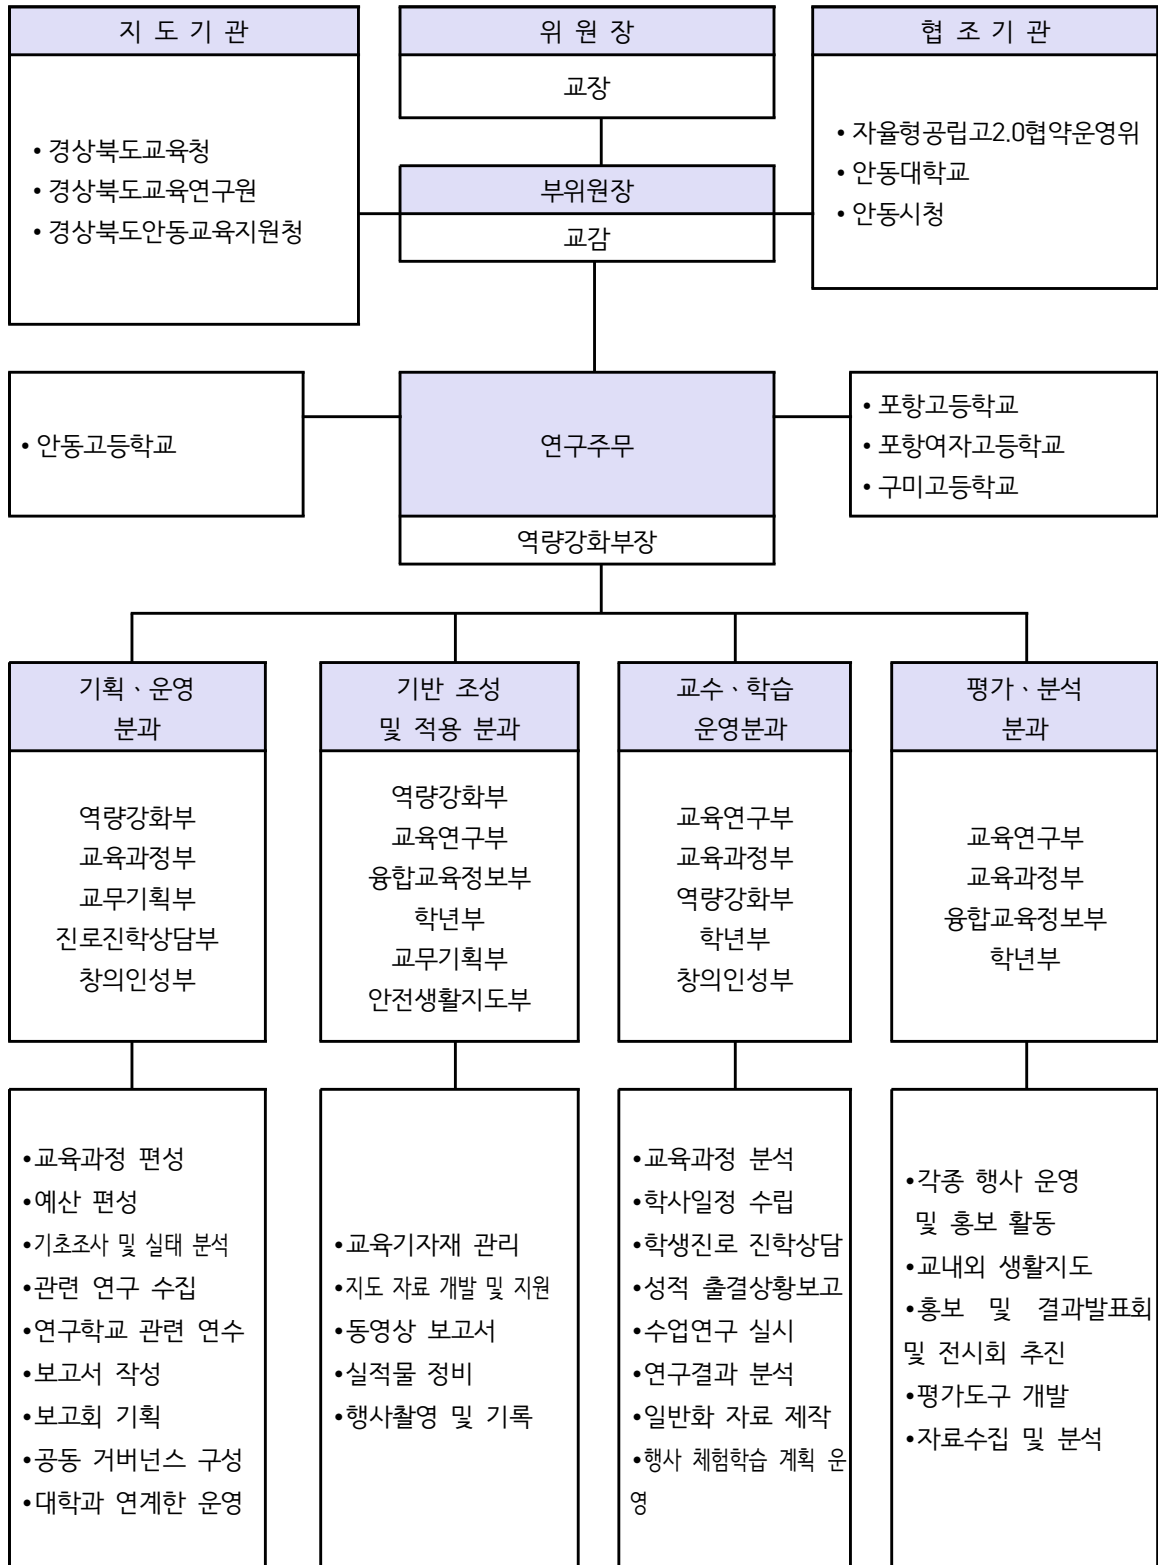 지 도 기 관
• 경상북도교육청
• 경상북도교육연구원
• 경상북도안동교육지원청
위 원 장
교장
부위원장
교감
협 조 기 관
• 자율형공립고2.0협약운영위
• 안동대학교
• 안동시청
• 안동고등학교
연구주무
역량강화부장
• 포항고등학교
• 포항여자고등학교
• 구미고등학교
기획、운영
분과
역량강화부
교육과정부
교무기획부
진로진학상담부
창의인성부
•교육과정 편성
•예산 편성
•기초조사 및 실태 분석
•관련 연구 수집
•연구학교 관련 연수
•보고서 작성
•보고회 기획
•공동 거버넌스 구성
•대학과 연계한 운영
기반 조성
및 적용 분과
역량강화부
교육연구부
융합교육정보부
학년부
교무기획부
안전생활지도부
•교육기자재 관리
•지도 자료 개발 및 지원
•동영상 보고서
•실적물 정비
•행사촬영 및 기록
교수、학습
운영분과
교육연구부
교육과정부
역량강화부
학년부
창의인성부
•교육과정 분석
•학사일정 수립
•학생진로 진학상담
•성적 출결상황보고
•수업연구 실시
•연구결과 분석
•일반화 자료 제작
•행사 체험학습 계획 운
영
평가、분석
분과
교육연구부
교육과정부
융합교육정보부
학년부
•각종 행사 운영
및 홍보 활동
•교내외 생활지도
•홍보 및 결과발표회
및 전시회 추진
•평가도구 개발
•자료수집 및 분석